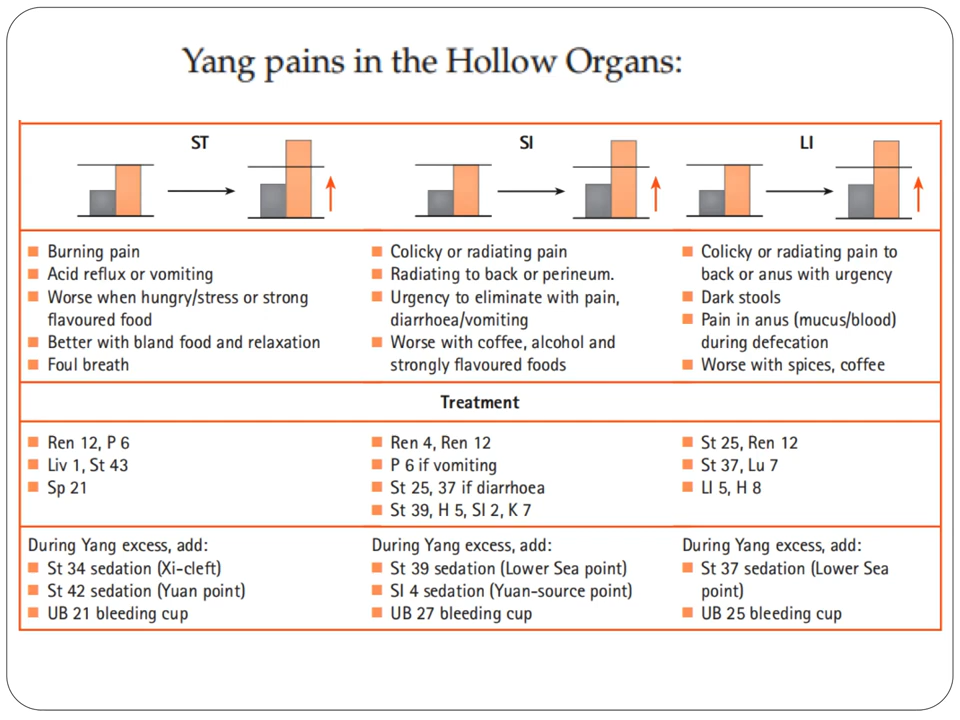 Yang pains in the Hollow Organs:
ST
SI
LI
Burning pain
Acid reflux or vomiting
Worse when hungry/stress or strong
flavoured food
Better with bland food and relaxation
Foul breath
Colicky or radiating pain
Radiating to back or perineum.
Urgency to eliminate with pain,
diarrhoea/vomiting
Worse with coffee, alcohol and
strongly flavoured foods
Colicky or radiating pain to
back or anus with urgency
Dark stools
Pain in anus (mucus/blood)
during defecation
Worse with spices, coffee
Treatment
Ren 12, P 6
Liv 1, St 43
Sp 21
Ren 4, Ren 12
P 6 if vomiting
St 25, 37 if diarrhoea
St 39, H 5, SI 2, K 7
St 25, Ren 12
St 37, Lu 7
LI 5, H 8
During Yang excess, add:
St 34 sedation (Xi-cleft)
St 42 sedation (Yuan point)
UB 21 bleeding cup
During Yang excess, add:
St 39 sedation (Lower Sea point)
SI 4 sedation (Yuan-source point)
UB 27 bleeding cup
During Yang excess, add:
St 37 sedation (Lower Sea
point)
UB 25 bleeding cup